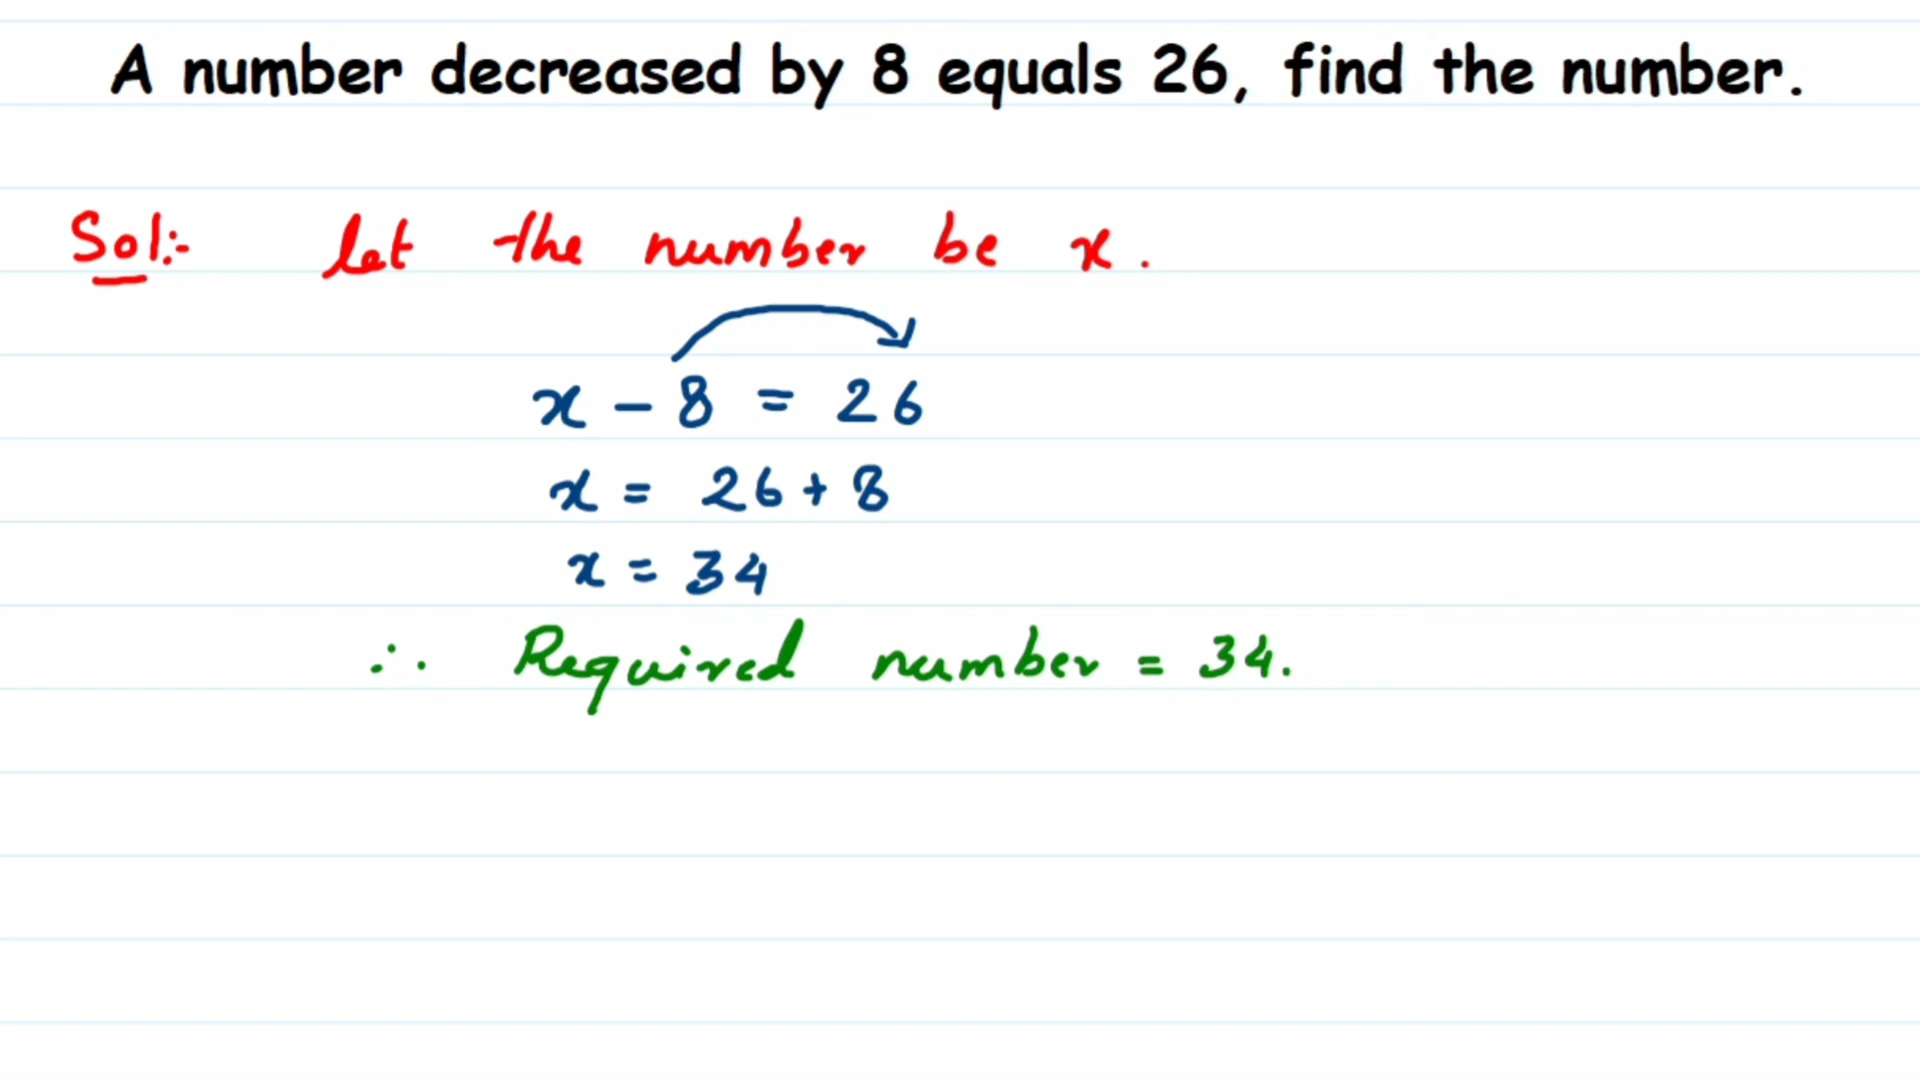 A number decreased by 8 equals 26, find the number.
Sol:- let the number be x.
x - 8 = 26
x = 26 + 8
x = 34
∴ Required number = 34.